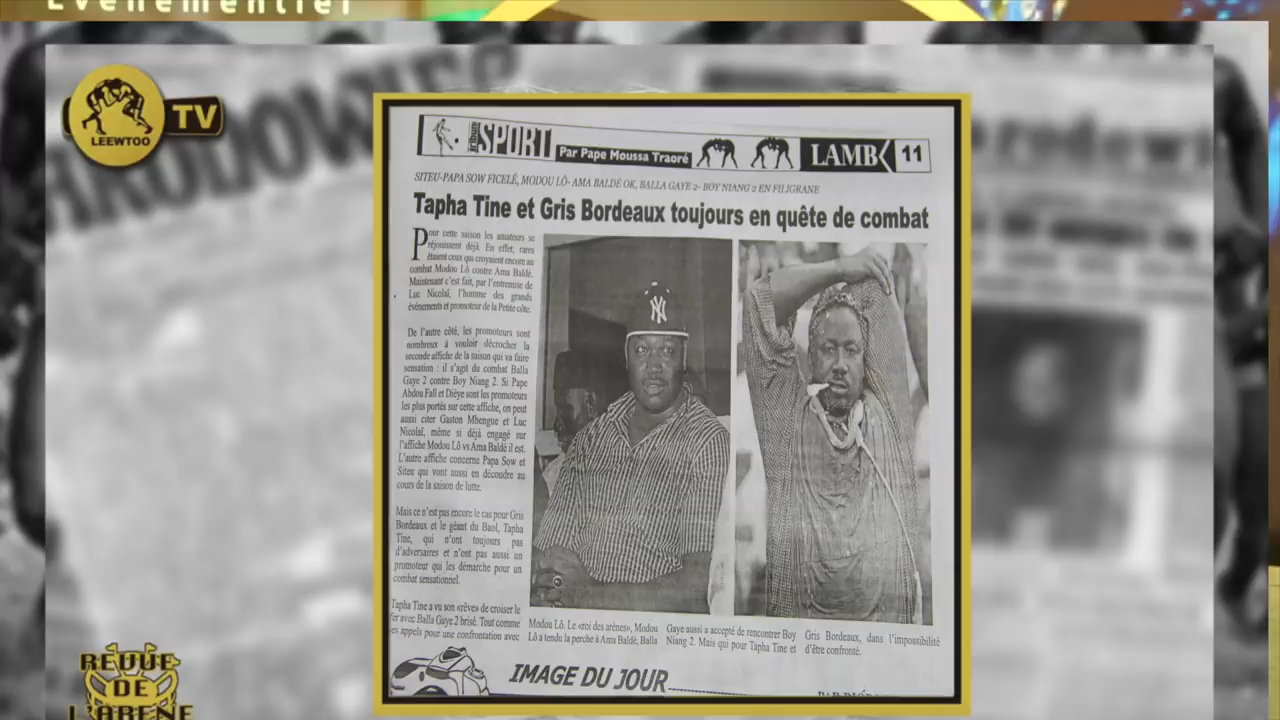 Evenementiel
LEEWTOO
TV
SPORT
Par Pape Moussa Traoré
LAMB
11
SITEU-PAPA SOW FICELÉ, MODOU LÔ- AMA BALDÉ OK, BALLA GAYE 2- BOY NIANG 2 EN FILIGRANE
Tapha Tine et Gris Bordeaux toujours en quête de combat
Pour cette saison les amateurs se
réjouissent déjà. En effet, rares
étaient ceux qui croyaient encore au
combat Modou Lô contre Ama Baldé.
Maintenant c'est fait, par l'entremise de
Luc Nicolaï, l'homme des grands
événements et promoteur de la Petite côte.
De l'autre côté, les promoteurs sont
nombreux à vouloir décrocher la
seconde affiche de la saison qui va faire
sensation : il s'agit du combat Balla
Gaye 2 contre Boy Niang 2. Si Pape
Abdou Fall et Dièye sont les promoteurs
les plus portés sur cette affiche, on peut
aussi citer Gaston Mbengue et Luc
Nicolaï, même si déjà engagé sur
l'affiche Modou Lô vs Ama Baldé il est.
L'autre affiche concerne Papa Sow et
Siteu qui vont aussi en découdre au
cours de la saison de lutte.
Mais ce n'est pas encore le cas pour Gris
Bordeaux et le géant du Baol, Tapha
Tine, qui n'ont toujours pas
d'adversaires et n'ont pas aussi un
promoteur qui les démarche pour un
combat sensationnel.
Tapha Tine a vu son «rêve» de croiser le
fer avec Balla Gaye 2 brisé. Tout comme
es appels pour une confrontation avec
Modou Lô. Le «roi des arènes», Modou
Lô a tendu la perche à Ama Baldé, Balla
Gaye aussi a accepté de rencontrer Boy
Niang 2. Mais qui pour Tapha Tine et
Gris Bordeaux, dans l'impossibilité
d'être confronté.
IMAGE DU JOUR
REVUE
DE
L'ARENE